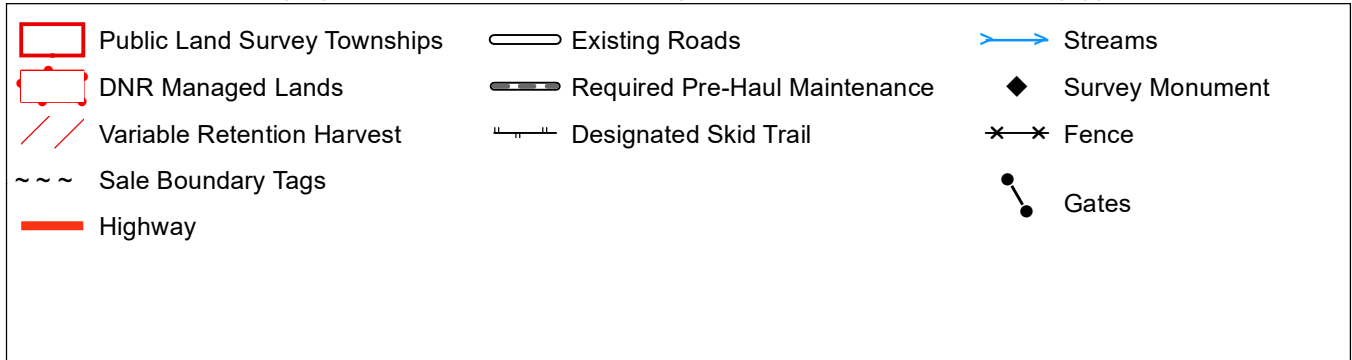 Public Land Survey Townships
DNR Managed Lands
Variable Retention Harvest
Sale Boundary Tags
Highway
Existing Roads
Required Pre-Haul Maintenance
Designated Skid Trail
Streams
Survey Monument
Fence
Gates